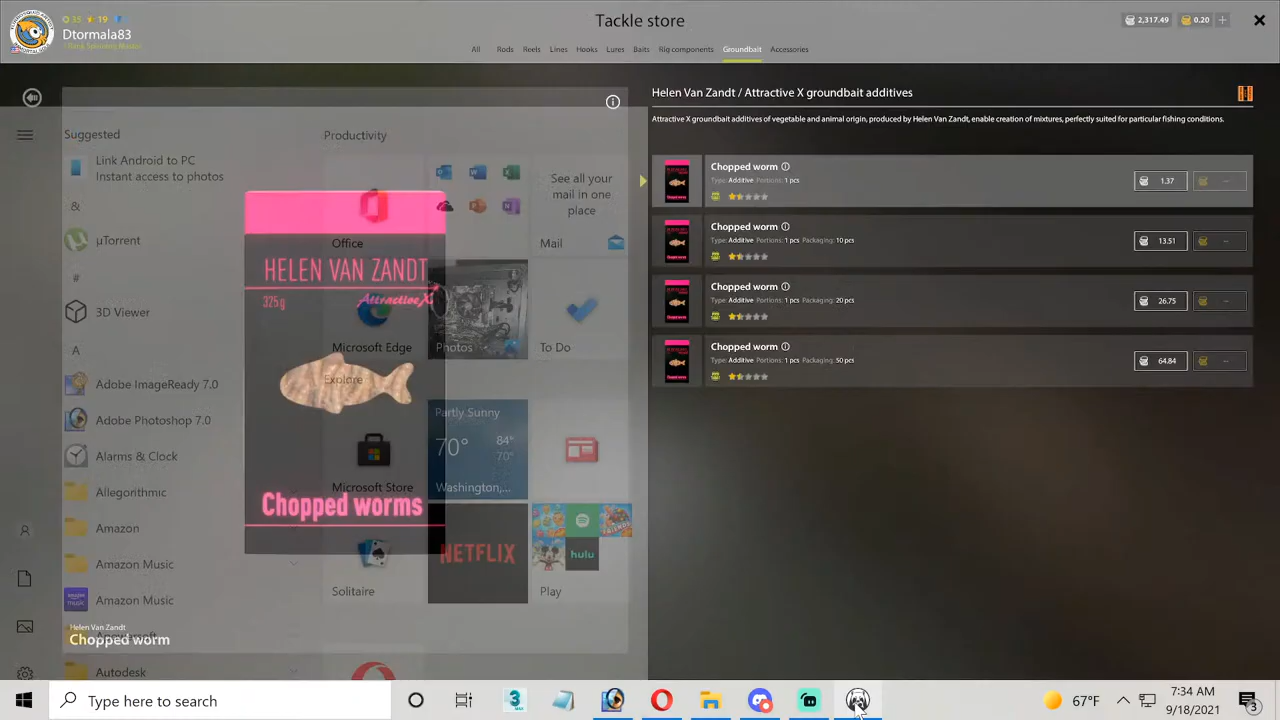 35 19
Dtormala83
Tackle store
2,317.49
0.20
All
Rods
Reels
Lines
Hooks
Lures
Baits
Rig components
Groundbait
Accessories
Suggested
Link Android to PC
Instant access to photos
&
µTorrent
#
3D Viewer
A
Adobe ImageReady 7.0
Adobe Photoshop 7.0
Alarms & Clock
Allegorithmic
Amazon
Amazon Music
Amazon Music
Autodesk
Productivity
Office
See all your
mail in one
place
Mail
Microsoft Edge
Photos
To Do
Explore
Microsoft Store
Partly Sunny
70°
84°
70°
Washington,...
Solitaire
NETFLIX
hulu
Play
HELEN VAN ZANDT
325g
Attractive X
Chopped worms
Helen Van Zandt
Chopped worm
Helen Van Zandt / Attractive X groundbait additives
Attractive X groundbait additives of vegetable and animal origin, produced by Helen Van Zandt, enable creation of mixtures, perfectly suited for particular fishing conditions.
Chopped worm
Type: Additive Portions: 1 pcs
1.37
--
Chopped worm
Type: Additive Portions: 1 pcs Packaging: 10 pcs
13.51
--
Chopped worm
Type: Additive Portions: 1 pcs Packaging: 20 pcs
26.75
--
Chopped worm
Type: Additive Portions: 1 pcs Packaging: 50 pcs
64.84
--
Type here to search
3
67°F
7:34 AM
9/18/2021
3